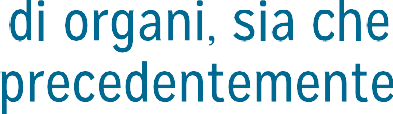 di organi, sia che
precedentemente